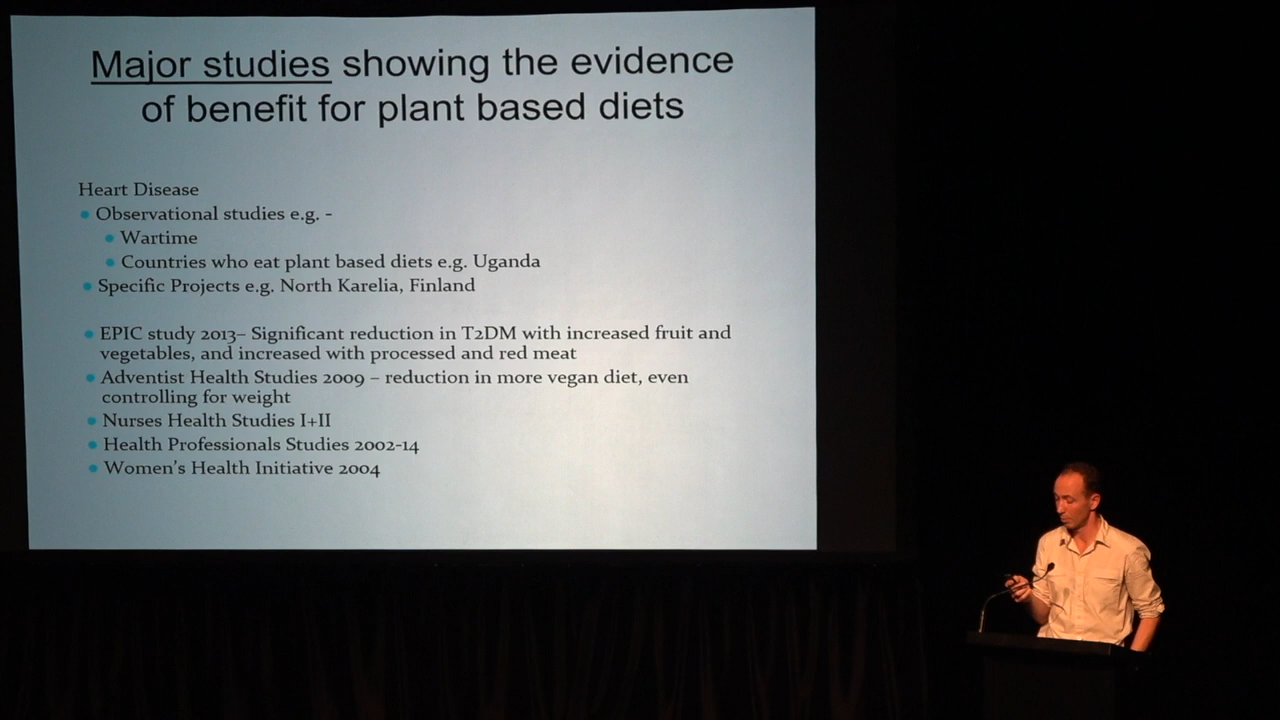 Major studies showing the evidence
of benefit for plant based diets
Heart Disease
• Observational studies e.g. -
• Wartime
• Countries who eat plant based diets e.g. Uganda
• Specific Projects e.g. North Karelia, Finland
• EPIC study 2013– Significant reduction in T2DM with increased fruit and
vegetables, and increased with processed and red meat
• Adventist Health Studies 2009 – reduction in more vegan diet, even
controlling for weight
• Nurses Health Studies I+II
• Health Professionals Studies 2002-14
• Women’s Health Initiative 2004